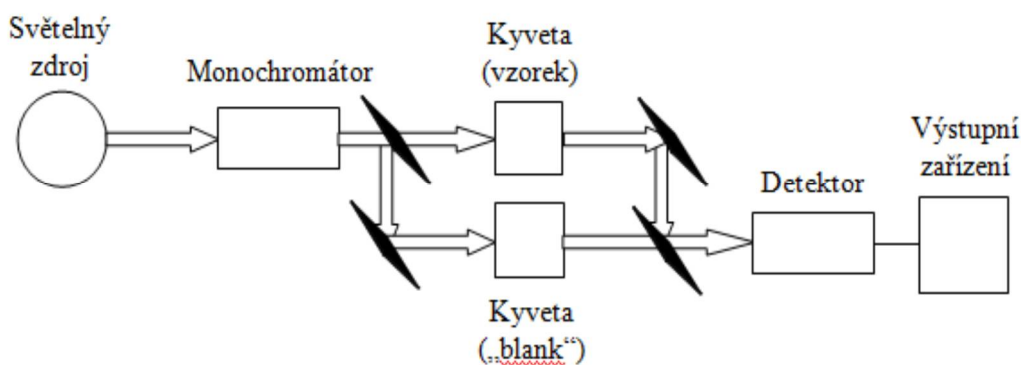 Světelný
zdroj
Monochromátor
Kyveta
(vzorek)
Kyveta
(„blank“)
Detektor
Výstupní
zařízení